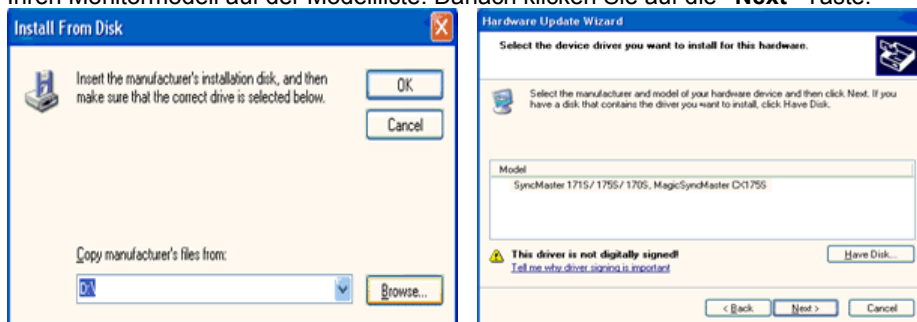 Ihren Monitormodell auf der Modellliste. Danach klicken Sie auf die "Next" Taste.
Install From Disk
Insert the manufacturer's installation disk, and then
make sure that the correct drive is selected below.
OK
Cancel
Copy manufacturer's files from:
D:\
Browse...
Hardware Update Wizard
Select the device driver you want to install for this hardware.
Select the manufacturer and model of your hardware device and then click Next. If you
have a disk that contains the driver you want to install, click Have Disk.
Model
SyncMaster 171S/ 175S/ 170S, MagicSyncMaster CX175S
This driver is not digitally signed!
Tell me why driver signing is important
Have Disk...
< Back
Next >
Cancel